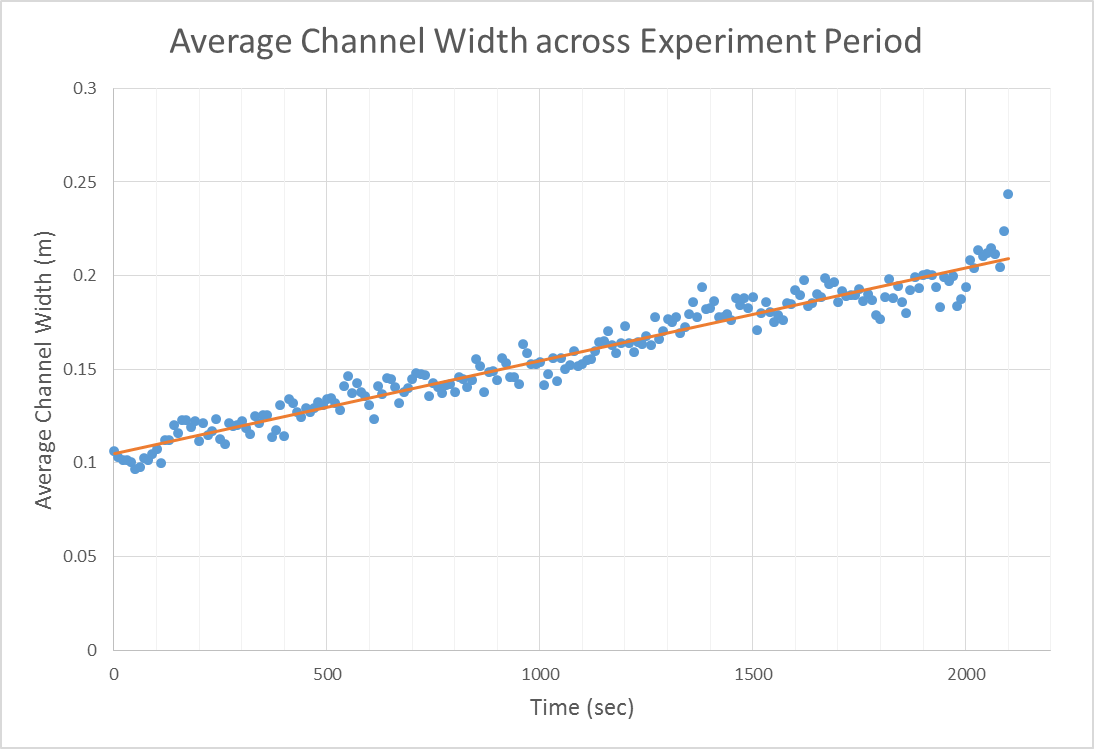 Average Channel Width across Experiment Period
0.3
0.25
0.2
0.15
0.1
0.05
0
Average Channel Width (m)
0 500 1000 1500 2000
Time (sec)